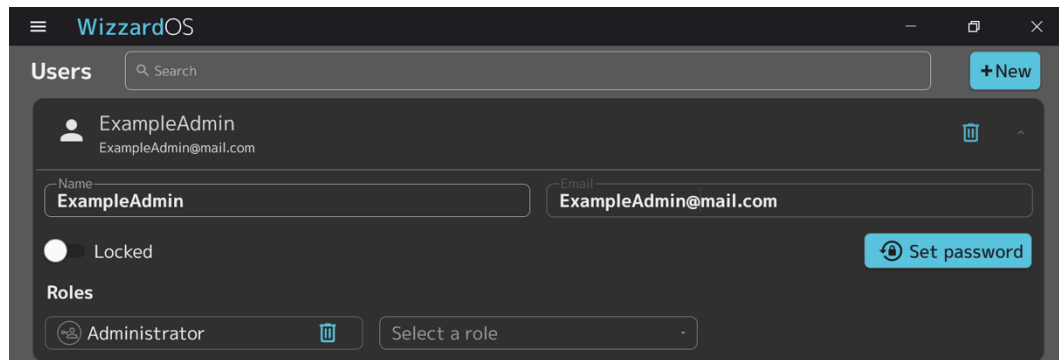 WizzardOS
Users
Search
+New
ExampleAdmin
ExampleAdmin@mail.com
Name
ExampleAdmin
Email
ExampleAdmin@mail.com
Locked
Set password
Roles
Administrator
Select a role